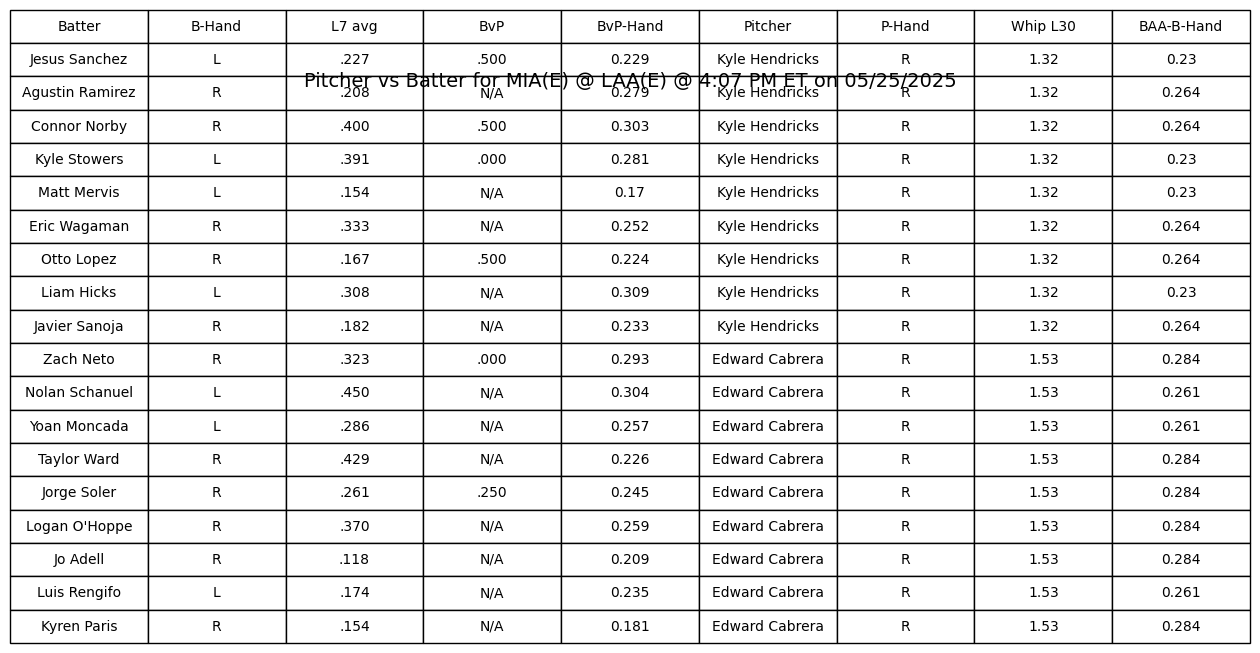 Batter B-Hand L7 avg BvP BvP-Hand Pitcher P-Hand Whip L30 BAA-B-Hand
Jesus Sanchez L .227 .500 0.229 Kyle Hendricks R 1.32 0.23
Pitcher vs Batter for MIA(E) @ LAA(E) @ 4:07 PM ET on 05/25/2025
Agustin Ramirez R .208 N/A 0.279 Kyle Hendricks R 1.32 0.264
Connor Norby R .400 .500 0.303 Kyle Hendricks R 1.32 0.264
Kyle Stowers L .391 .000 0.281 Kyle Hendricks R 1.32 0.23
Matt Mervis L .154 N/A 0.17 Kyle Hendricks R 1.32 0.23
Eric Wagaman R .333 N/A 0.252 Kyle Hendricks R 1.32 0.264
Otto Lopez R .167 .500 0.224 Kyle Hendricks R 1.32 0.264
Liam Hicks L .308 N/A 0.309 Kyle Hendricks R 1.32 0.23
Javier Sanoja R .182 N/A 0.233 Kyle Hendricks R 1.32 0.264
Zach Neto R .323 .000 0.293 Edward Cabrera R 1.53 0.284
Nolan Schanuel L .450 N/A 0.304 Edward Cabrera R 1.53 0.261
Yoan Moncada L .286 N/A 0.257 Edward Cabrera R 1.53 0.261
Taylor Ward R .429 N/A 0.226 Edward Cabrera R 1.53 0.284
Jorge Soler R .261 .250 0.245 Edward Cabrera R 1.53 0.284
Logan O'Hoppe R .370 N/A 0.259 Edward Cabrera R 1.53 0.284
Jo Adell R .118 N/A 0.209 Edward Cabrera R 1.53 0.284
Luis Rengifo L .174 N/A 0.235 Edward Cabrera R 1.53 0.261
Kyren Paris R .154 N/A 0.181 Edward Cabrera R 1.53 0.284